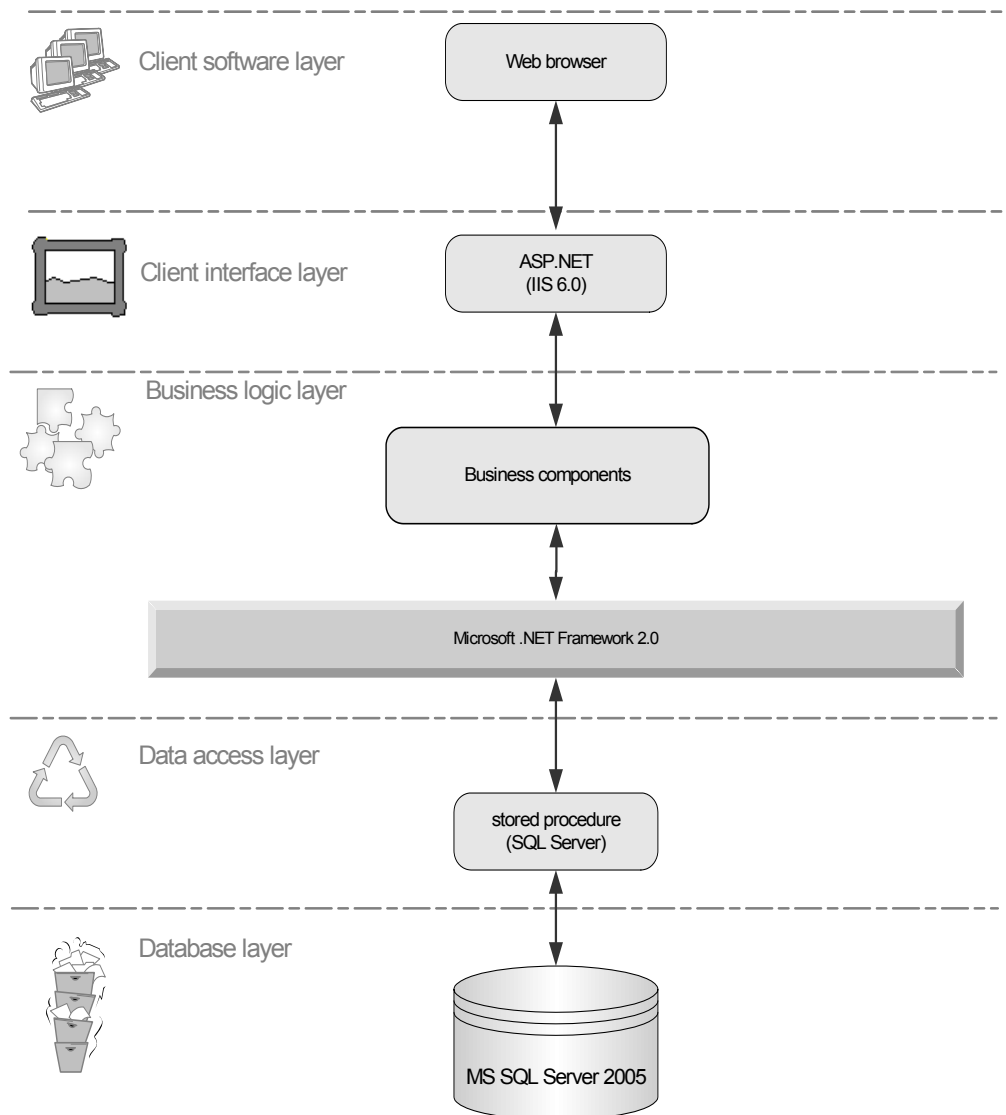 Client software layer
Web browser
Client interface layer
ASP.NET
(IIS 6.0)
Business logic layer
Business components
Microsoft .NET Framework 2.0
Data access layer
stored procedure
(SQL Server)
Database layer
MS SQL Server 2005